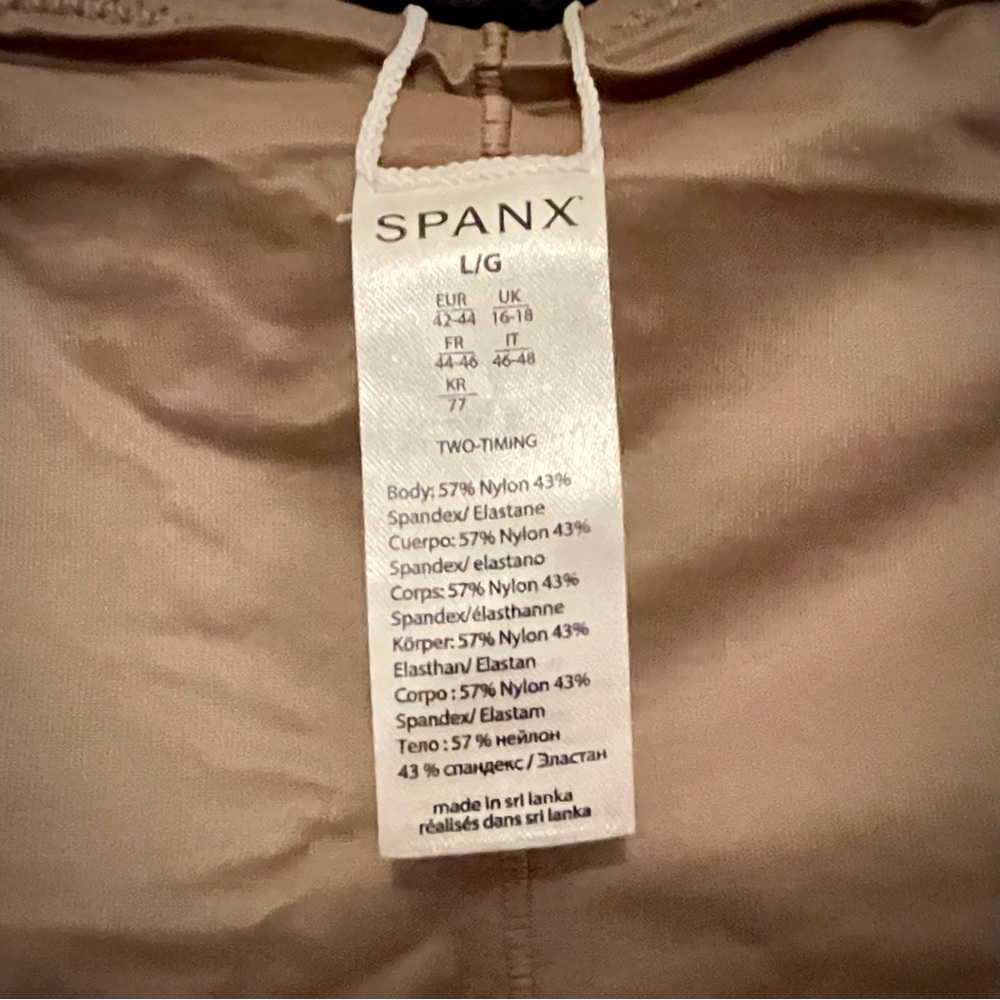 SPANX
L/G
EUR UK
42-44 16-18
FR IT
44-46 46-48
KR
77
TWO-TIMING
Body: 57% Nylon 43%
Spandex/ Elastane
Cuerpo: 57% Nylon 43%
Spandex/ elastano
Corps: 57% Nylon 43%
Spandex/élasthanne
Körper: 57% Nylon 43%
Elasthan/ Elastan
Corpo : 57% Nylon 43%
Spandex/ Elastam
Тело : 57 % нейлон
43 % спандекс / Эластан
made in sri lanka
réalisés dans sri lanka